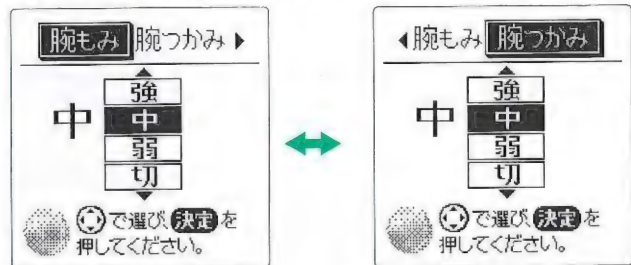 腕もみ 腕つかみ ▶
中
強
中
弱
切
で選び、決定を
押してください。
◀ 腕もみ 腕つかみ
中
強
中
弱
切
で選び、決定を
押してください。